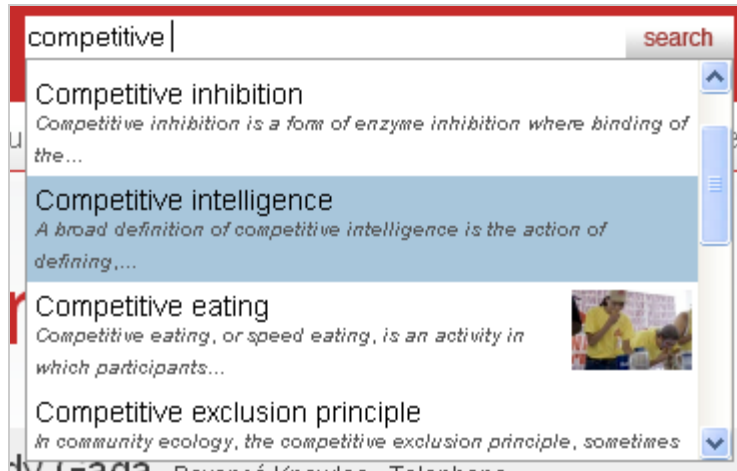 competitive
search
Competitive inhibition
Competitive inhibition is a form of enzyme inhibition where binding of
the...
Competitive intelligence
A broad definition of competitive intelligence is the action of
defining,...
Competitive eating
Competitive eating, or speed eating, is an activity in
which participants...
Competitive exclusion principle
In community ecology, the competitive exclusion principle, sometimes